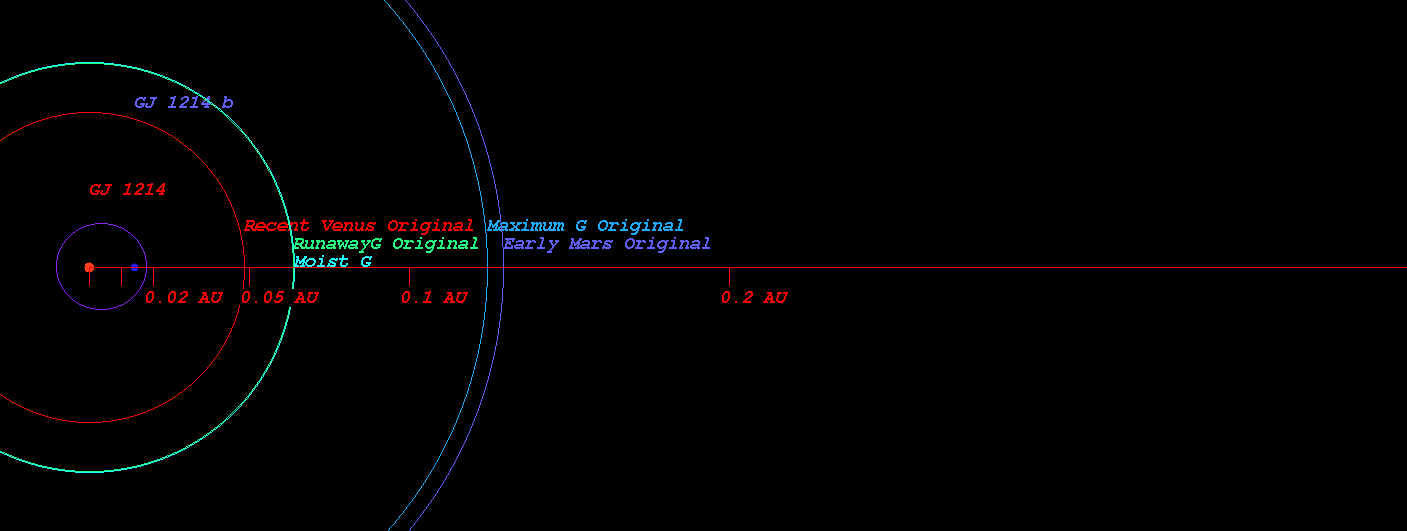 GJ 1214 b
GJ 1214
Recent Venus Original
Maximum G Original
RunawayG Original
Early Mars Original
Moist G
0.02 AU
0.05 AU
0.1 AU
0.2 AU